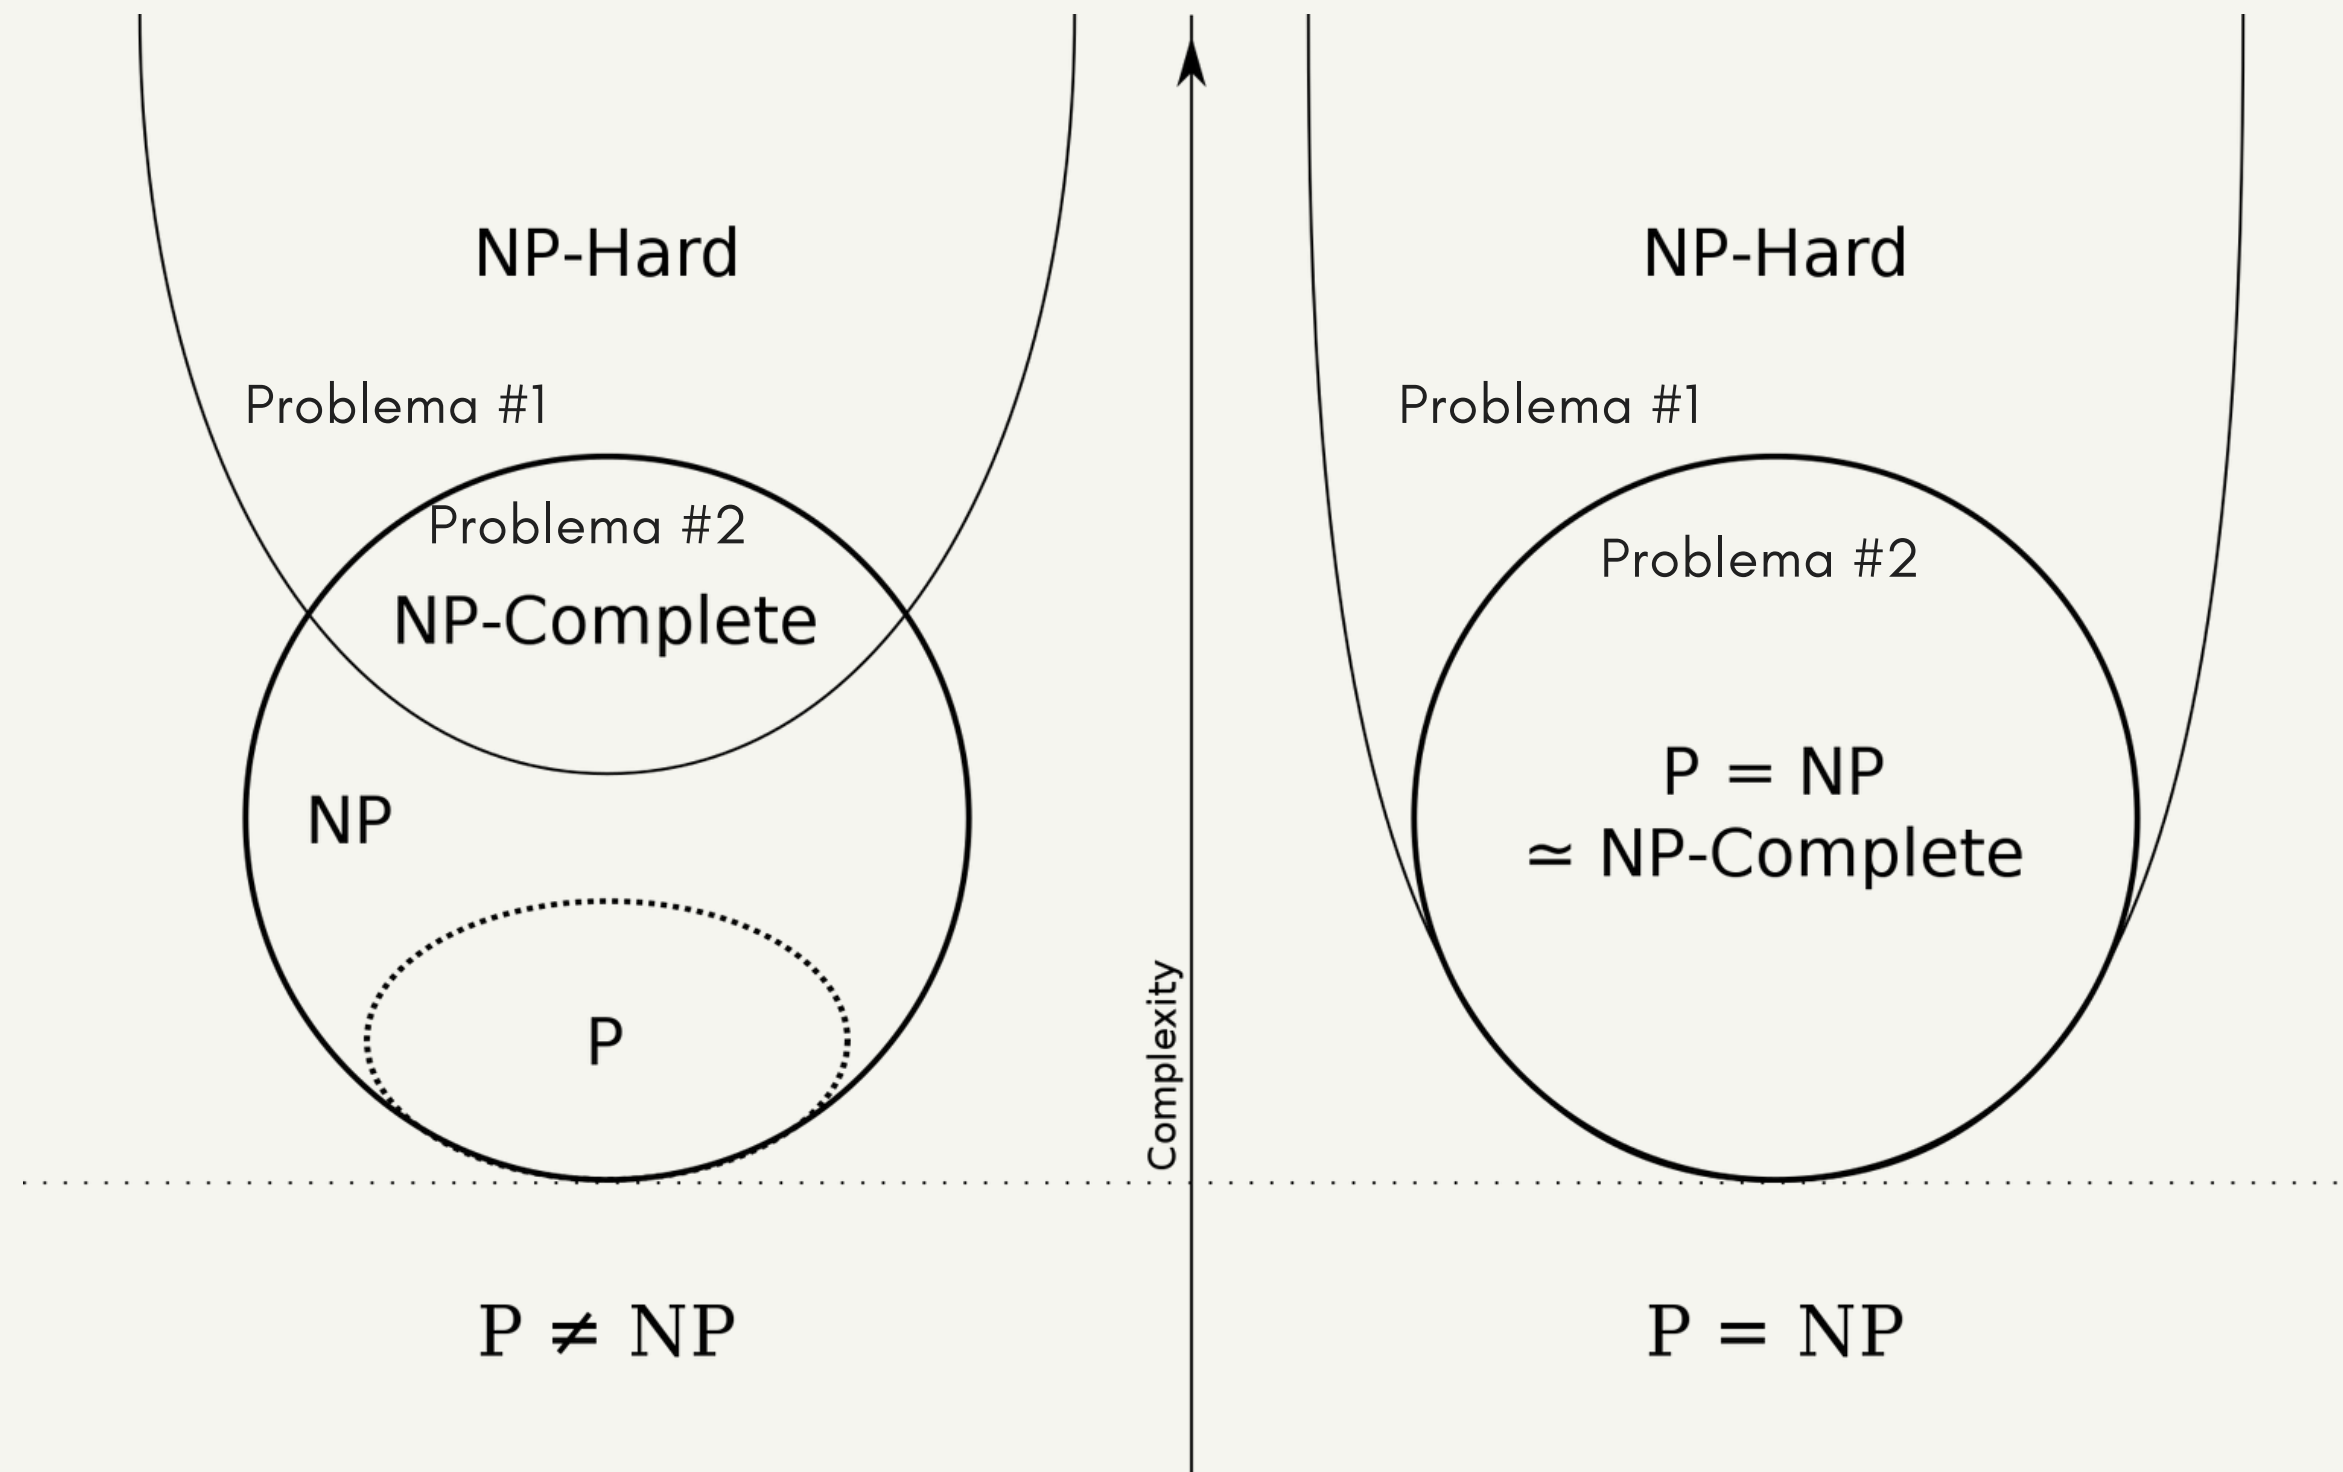 NP-Hard
Problema #1
Problema #2
NP-Complete
NP
P
P ≠ NP
Complexity
NP-Hard
Problema #1
Problema #2
P = NP
≃ NP-Complete
P = NP